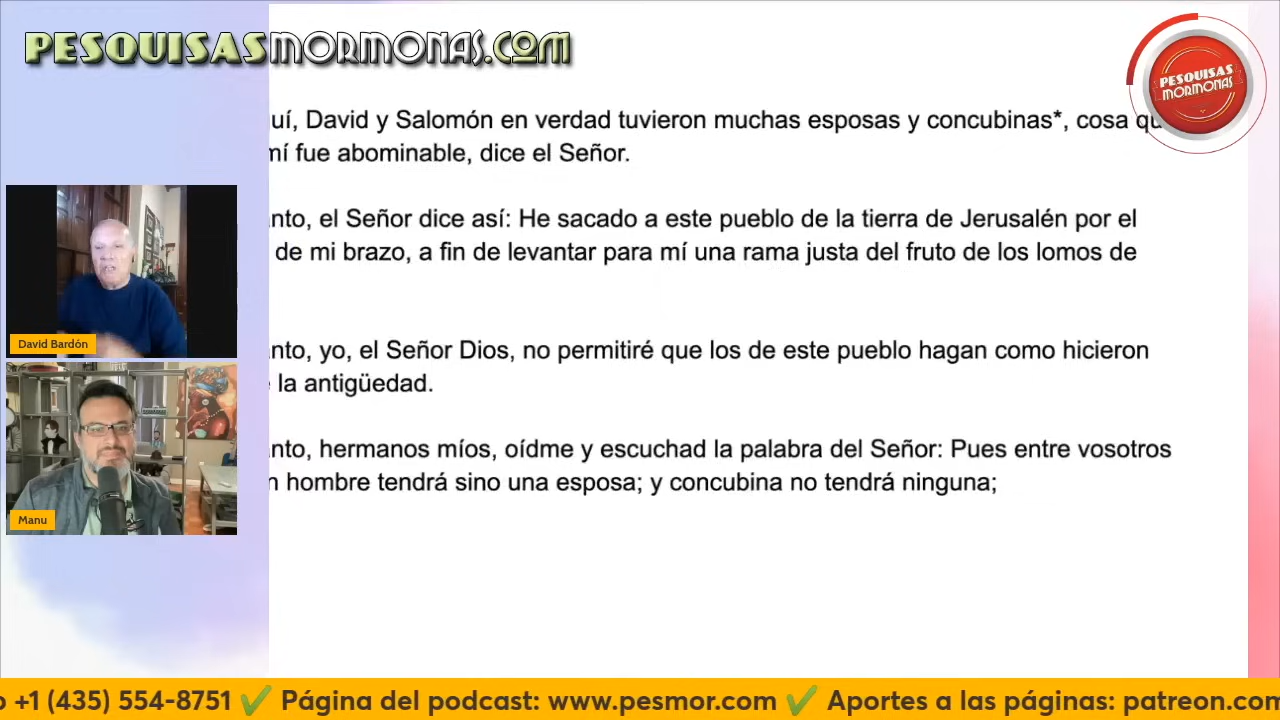 PESQUISASMORMONAS.COM
PESQUISAS
MORMONAS
uí, David y Salomón en verdad tuvieron muchas esposas y concubinas*, cosa qu
mí fue abominable, dice el Señor.
nto, el Señor dice así: He sacado a este pueblo de la tierra de Jerusalén por el
de mi brazo, a fin de levantar para mí una rama justa del fruto de los lomos de
nto, yo, el Señor Dios, no permitiré que los de este pueblo hagan como hicieron
la antigüedad.
nto, hermanos míos, oídme y escuchad la palabra del Señor: Pues entre vosotros
n hombre tendrá sino una esposa; y concubina no tendrá ninguna;
David Bardón
Manu
o +1 (435) 554-8751 ✔ Página del podcast: www.pesmor.com ✔ Aportes a las páginas: patreon.con